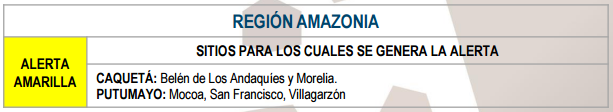 REGIÓN AMAZONIA
ALERTA
AMARILLA
SITIOS PARA LOS CUALES SE GENERA LA ALERTA
CAQUETÁ: Belén de Los Andaquíes y Morelia.
PUTUMAYO: Mocoa, San Francisco, Villagarzón